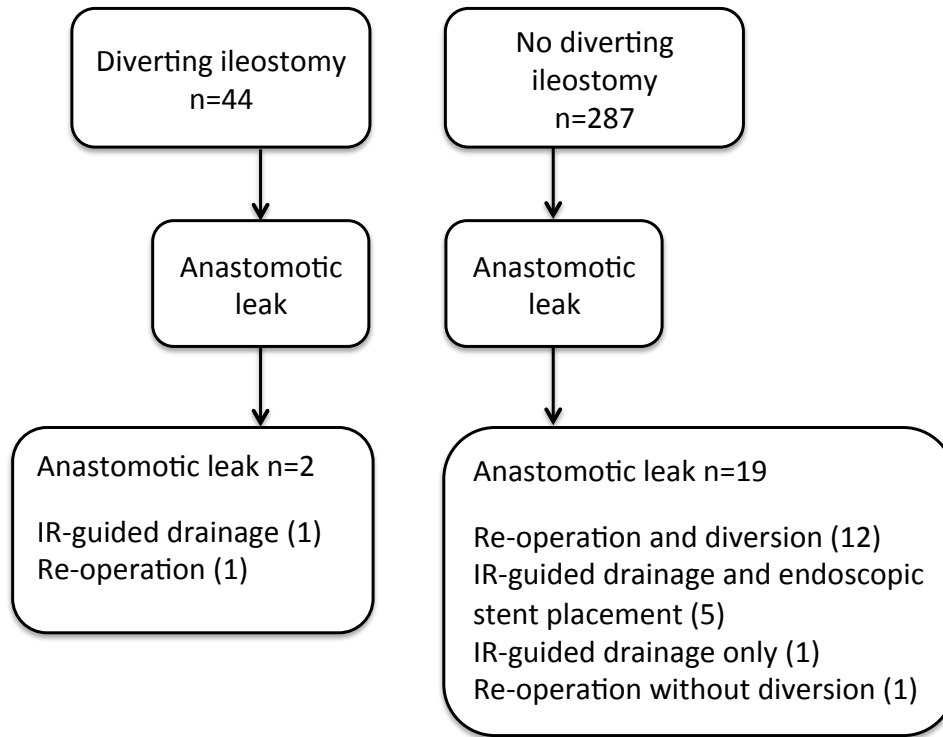 Diverting ileostomy
n=44
No diverting
ileostomy
n=287
Anastomotic
leak
Anastomotic
leak
Anastomotic leak n=2
IR-guided drainage (1)
Re-operation (1)
Anastomotic leak n=19
Re-operation and diversion (12)
IR-guided drainage and endoscopic
stent placement (5)
IR-guided drainage only (1)
Re-operation without diversion (1)